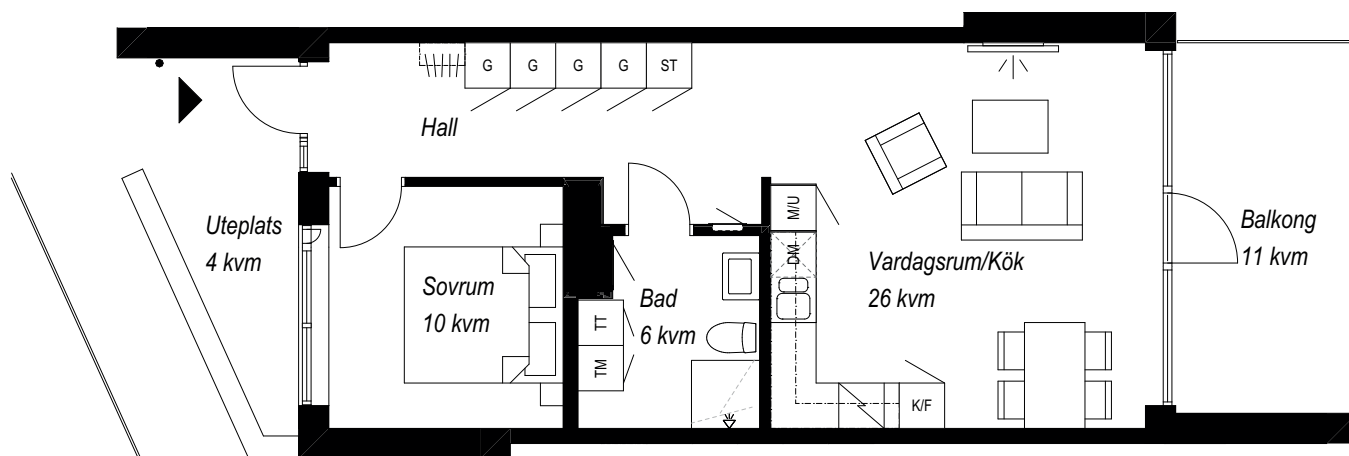 G
G
G
G
ST
Hall
Uteplats
4 kvm
Sovrum
10 kvm
Bad
6 kvm
TT
TM
M/U
DM
Vardagsrum/Kök
26 kvm
K/F
Balkong
11 kvm